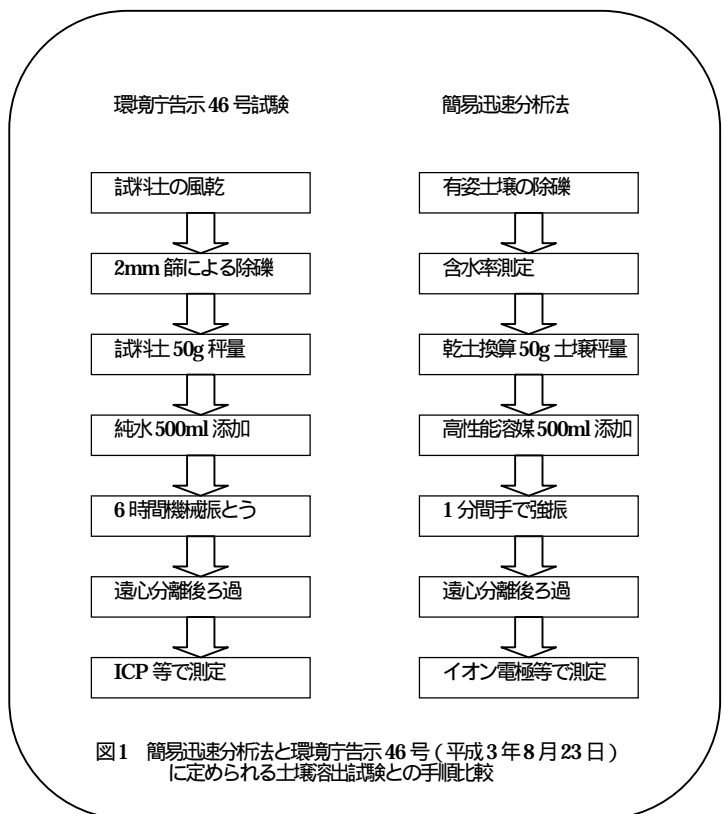 環境庁告示46号試験
試料土の風乾
2mm篩による除礫
試料土50g秤量
純水500ml添加
6時間機械振とう
遠心分離後ろ過
ICP等で測定
簡易迅速分析法
有姿土壌の除礫
含水率測定
乾土換算50g土壌秤量
高性能溶媒500ml添加
1分間手で強振
遠心分離後ろ過
イオン電極等で測定
図1 簡易迅速分析法と環境庁告示46号(平成3年8月23日)
に定められる土壌溶出試験との手順比較